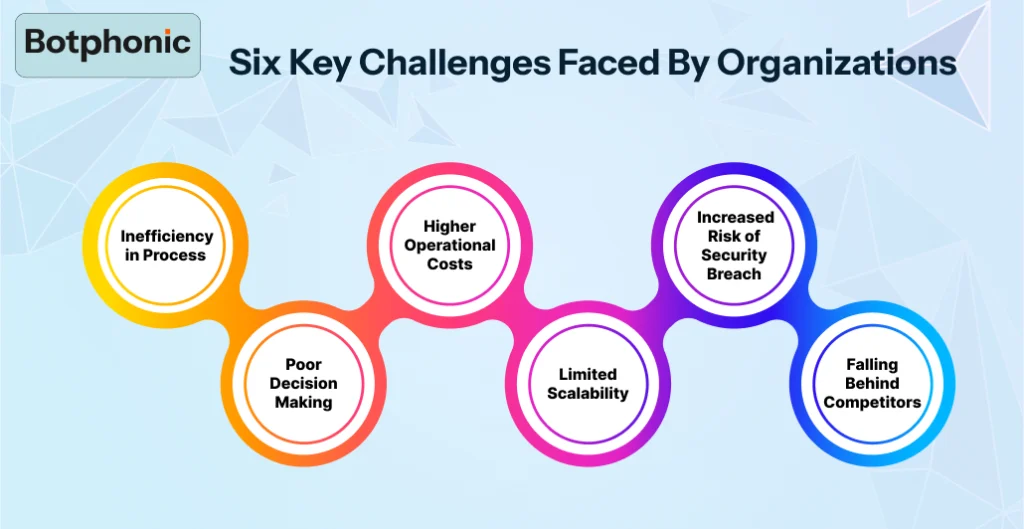 Botphonic
Six Key Challenges Faced By Organizations
Inefficiency
in Process
Poor
Decision
Making
Higher
Operational
Costs
Limited
Scalability
Increased
Risk of
Security
Breach
Falling
Behind
Competitors